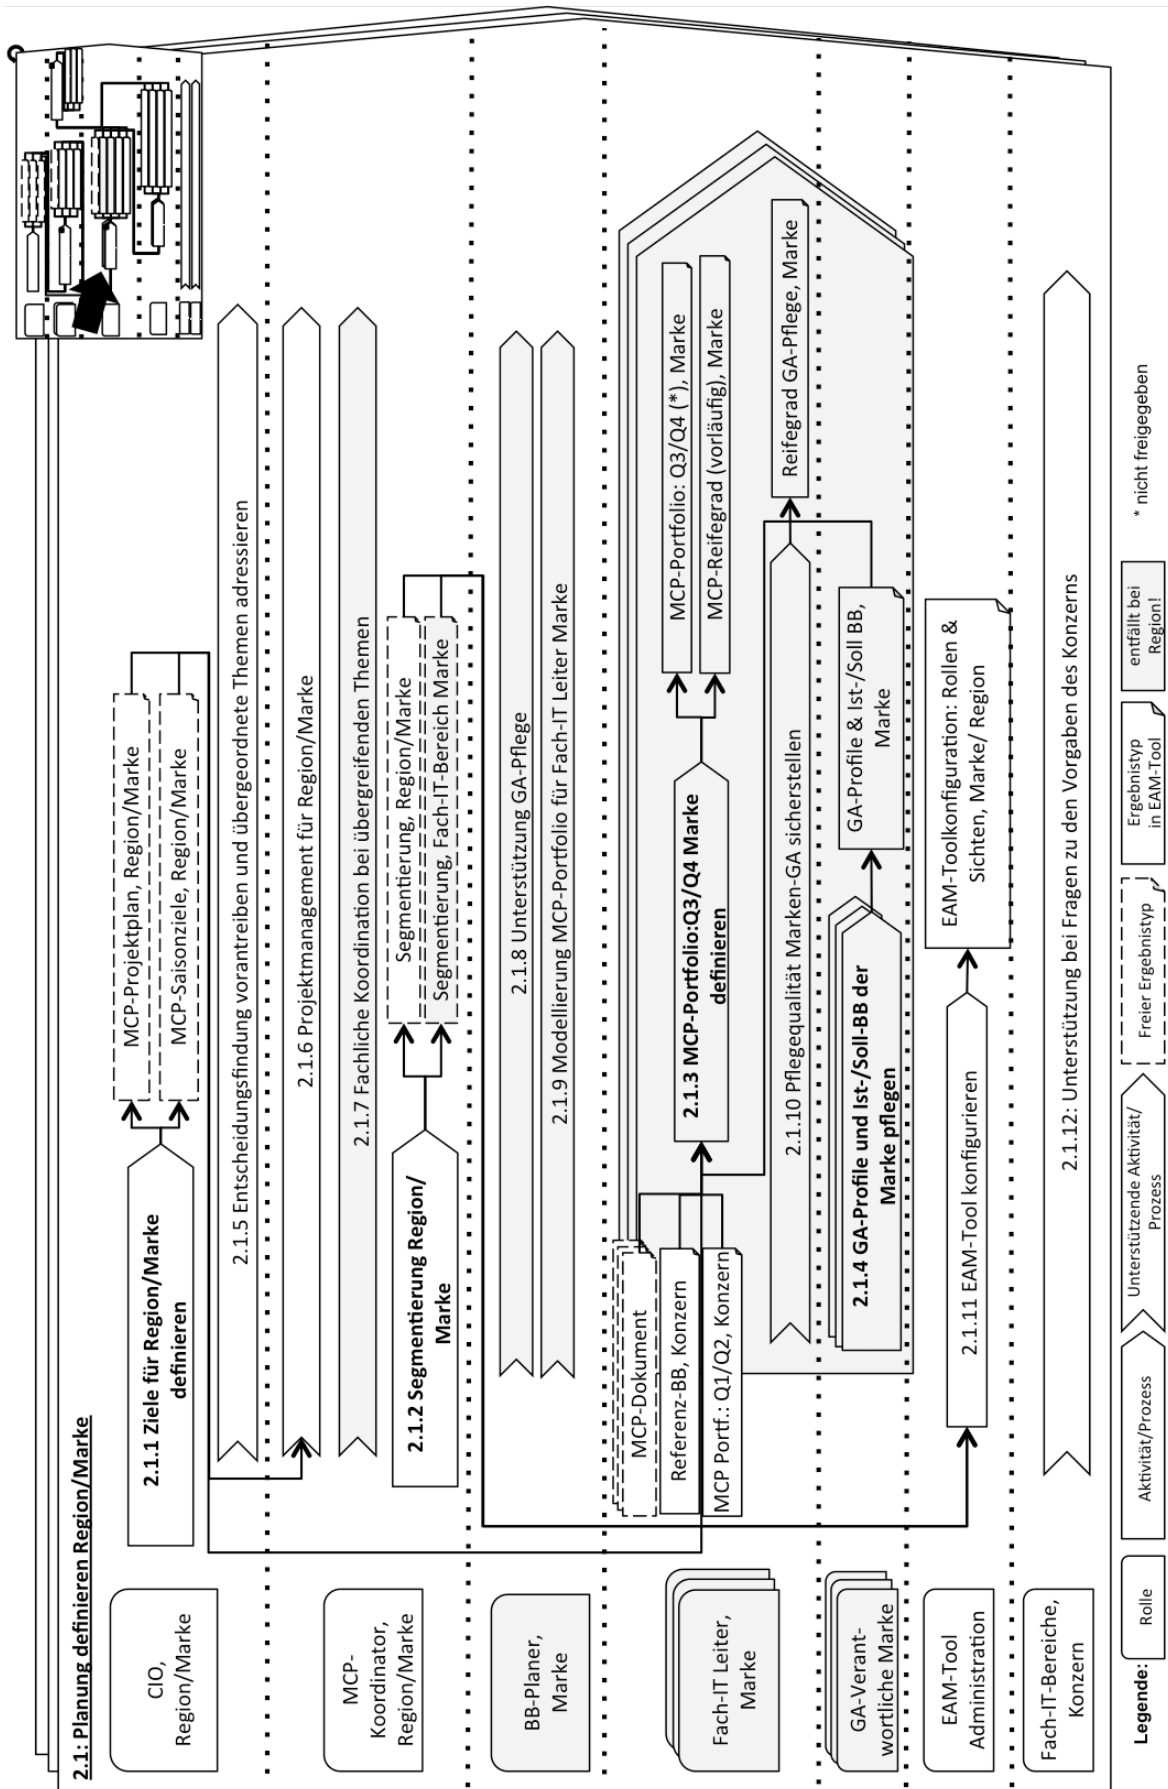 2.1: Planung definieren Region/Marke
CIO,
Region/Marke
2.1.1 Ziele für Region/Marke
definieren
MCP-Projektplan, Region/Marke
MCP-Saisonziele, Region/Marke
2.1.5 Entscheidungsfindung vorantreiben und übergeordnete Themen adressieren
MCP-
Koordinator,
Region/Marke
2.1.6 Projektmanagement für Region/Marke
2.1.7 Fachliche Koordination bei übergreifenden Themen
2.1.2 Segmentierung Region/
Marke
Segmentierung, Region/Marke
Segmentierung, Fach-IT-Bereich Marke
BB-Planer,
Marke
2.1.8 Unterstützung GA-Pflege
2.1.9 Modellierung MCP-Portfolio für Fach-IT Leiter Marke
Fach-IT Leiter,
Marke
MCP-Dokument
Referenz-BB, Konzern
MCP Portf.: Q1/Q2, Konzern
2.1.3 MCP-Portfolio:Q3/Q4 Marke
definieren
MCP-Portfolio: Q3/Q4 (*), Marke
MCP-Reifegrad (vorläufig), Marke
2.1.10 Pflegequalität Marken-GA sicherstellen
Reifegrad GA-Pflege, Marke
GA-Verant-
wortliche Marke
2.1.4 GA-Profile und Ist-/Soll-BB der
Marke pflegen
GA-Profile & Ist-/Soll BB,
Marke
EAM-Tool
Administration
2.1.11 EAM-Tool konfigurieren
EAM-Toolkonfiguration: Rollen &
Sichten, Marke/ Region
Fach-IT-Bereiche,
Konzern
2.1.12: Unterstützung bei Fragen zu den Vorgaben des Konzerns
Legende:
Rolle
Aktivität/Prozess
Unterstützende Aktivität/
Prozess
Freier Ergebnistyp
Ergebnistyp
in EAM-Tool
entfällt bei
Region!
* nicht freigegeben